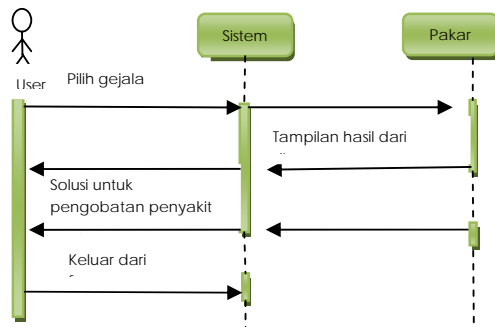 Sistem
Pakar
User
Pilih gejala
Tampilan hasil dari
Solusi untuk
pengobatan penyakit
Keluar dari